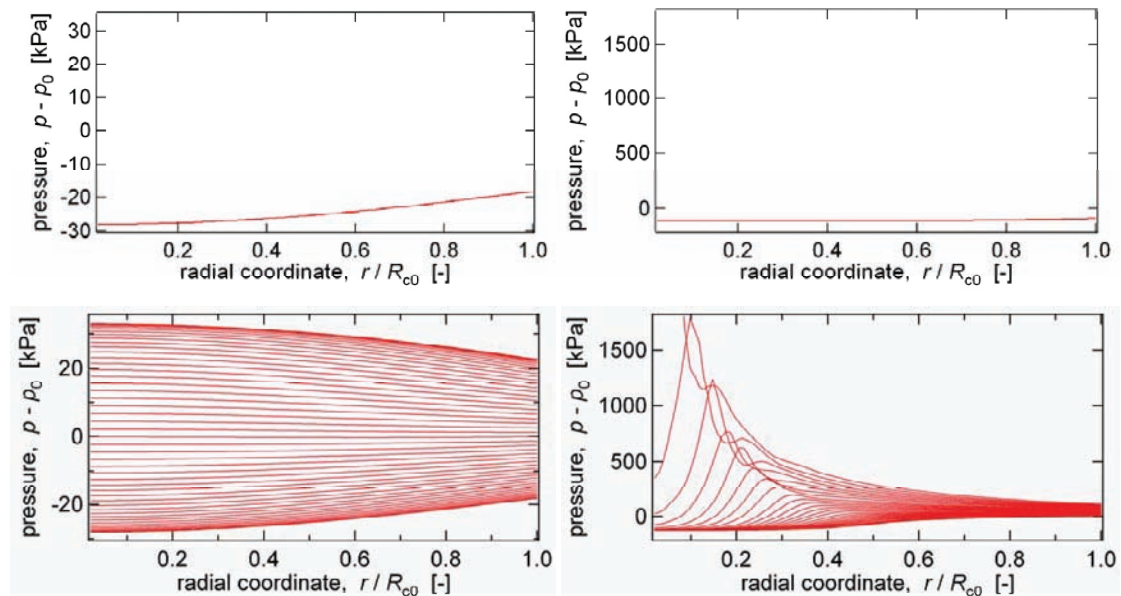 pressure, p - p0 [kPa]
30
20
10
0
-10
-20
-30
0.2 0.4 0.6 0.8 1.0
radial coordinate, r / Rc0 [-]
pressure, p - p0 [kPa]
1500
1000
500
0
0.2 0.4 0.6 0.8 1.0
radial coordinate, r / Rc0 [-]
pressure, p - p0 [kPa]
20
0
-20
0.2 0.4 0.6 0.8 1.0
radial coordinate, r / Rc0 [-]
pressure, p - p0 [kPa]
1500
1000
500
0
0.2 0.4 0.6 0.8 1.0
radial coordinate, r / Rc0 [-]